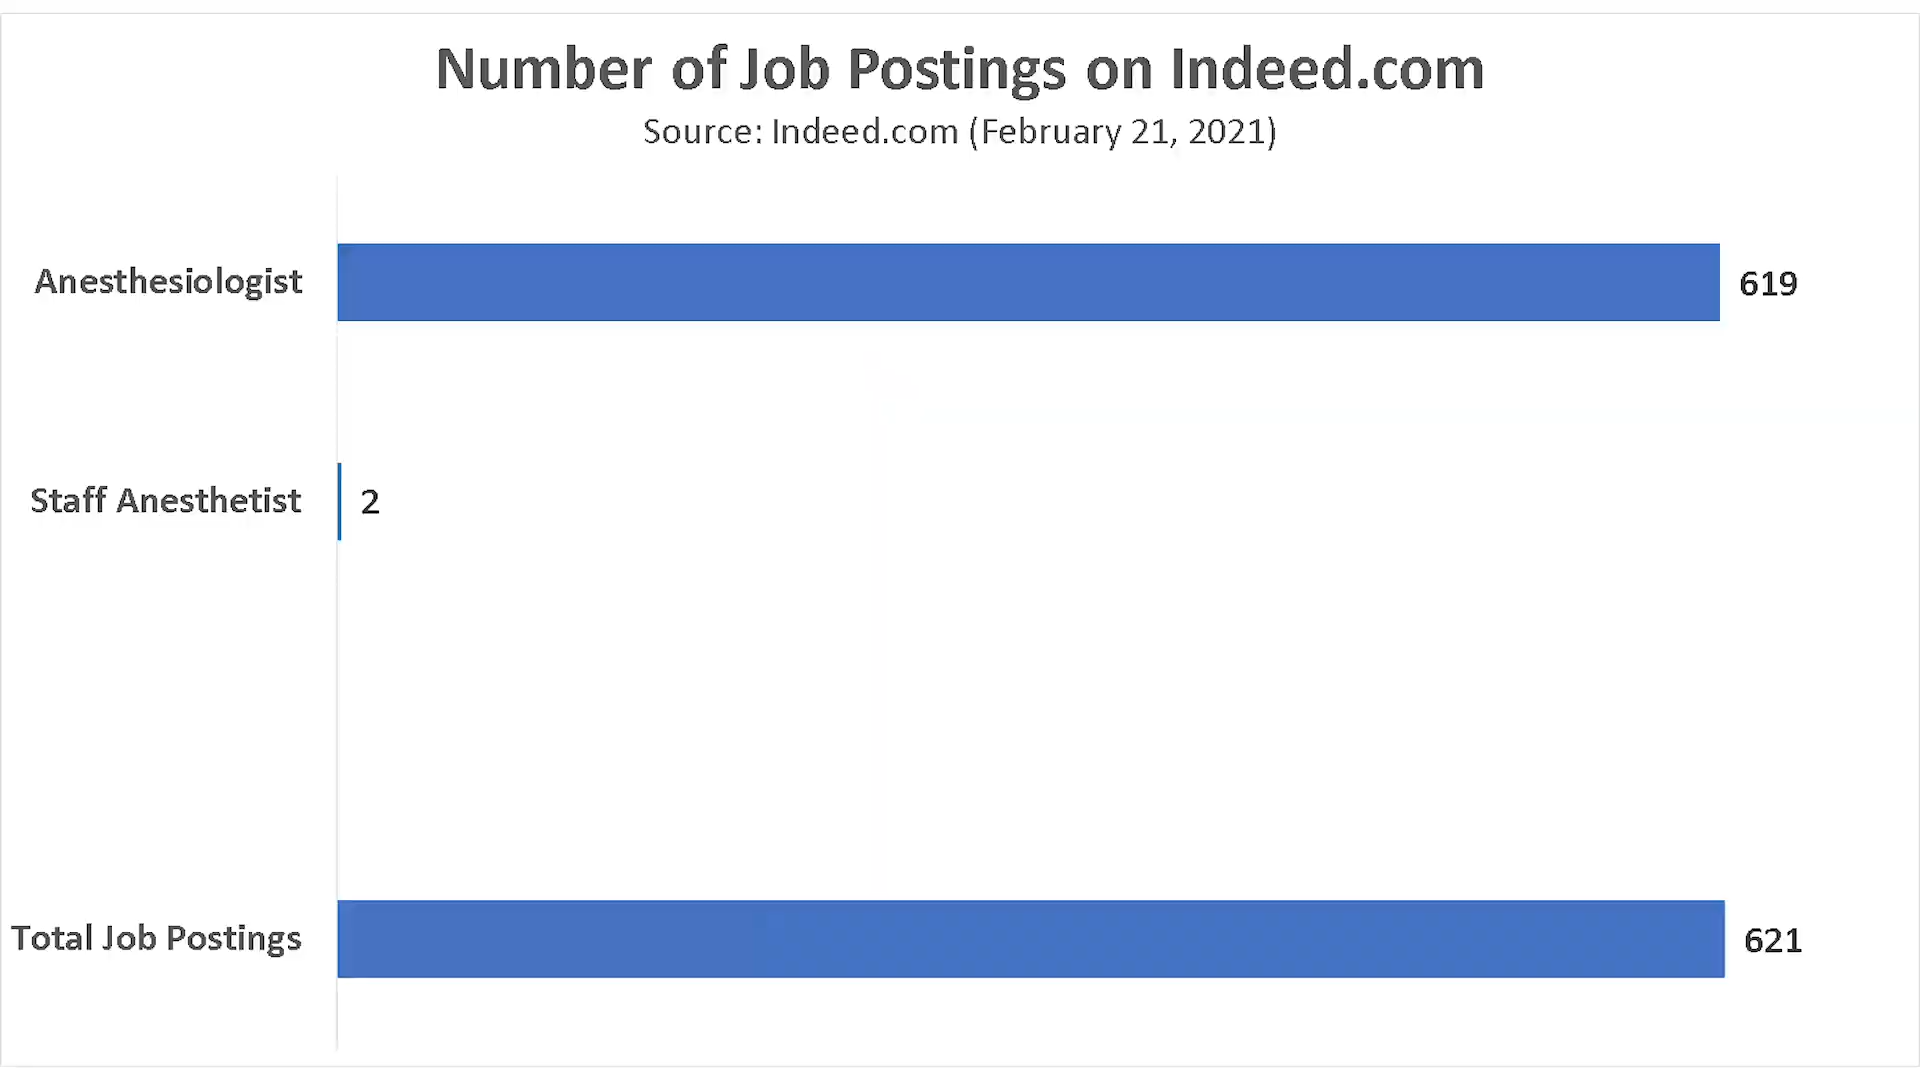 Number of Job Postings on Indeed.com
Source: Indeed.com (February 21, 2021)
Anesthesiologist 619
Staff Anesthetist 2
Total Job Postings 621